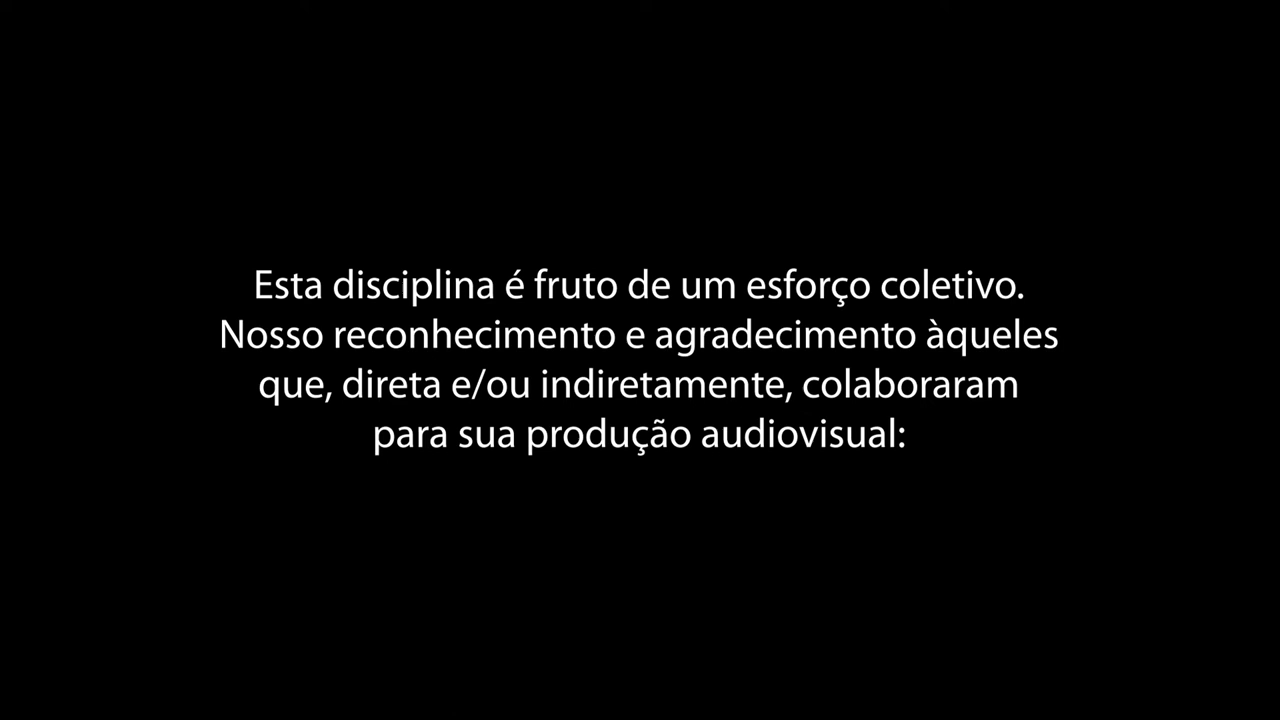 Esta disciplina é fruto de um esforço coletivo.
Nosso reconhecimento e agradecimento àqueles
que, direta e/ou indiretamente, colaboraram
para sua produção audiovisual: